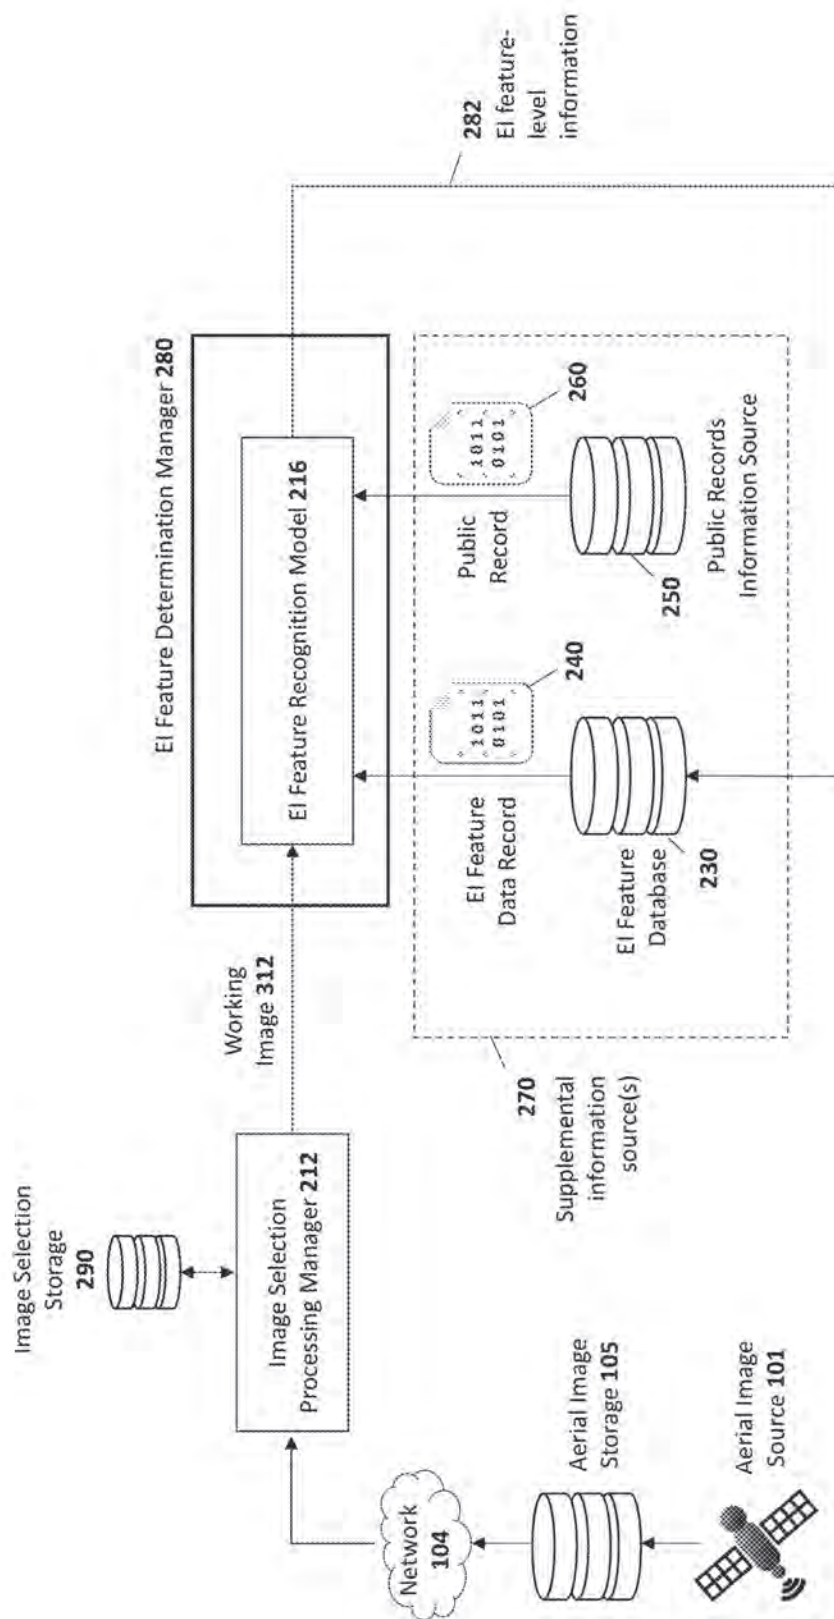 Image Selection
Storage
290
Image Selection
Processing Manager 212
Network
104
Aerial Image
Storage 105
Aerial Image
Source 101
Working
Image 312
EI Feature Determination Manager 280
EI Feature Recognition Model 216
282 EI feature-
level
information
270
Supplemental
information
source(s)
EI Feature
Data Record
1011
0101
240
EI Feature
Database
230
Public
Record
1011
0101
260
250
Public Records
Information Source